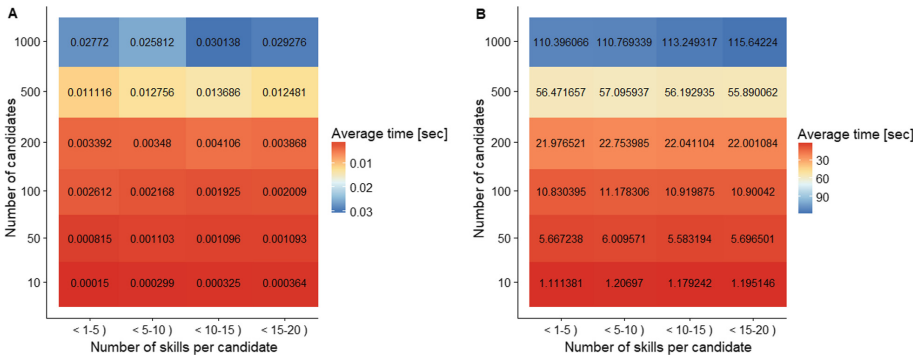 A
Number of candidates
1000 0.02772 0.025812 0.030138 0.029276
500 0.011116 0.012756 0.013686 0.012481
200 0.003392 0.00348 0.004106 0.003868
100 0.002612 0.002168 0.001925 0.002009
50 0.000815 0.001103 0.001096 0.001093
10 0.00015 0.000299 0.000325 0.000364
< 1-5 ) < 5-10 ) < 10-15 ) < 15-20 )
Number of skills per candidate
Average time [sec]
0.01
0.02
0.03
B
Number of candidates
1000 110.396066 110.769339 113.249317 115.64224
500 56.471657 57.095937 56.192935 55.890062
200 21.976521 22.753985 22.041104 22.001084
100 10.830395 11.178306 10.919875 10.90042
50 5.667238 6.009571 5.583194 5.696501
10 1.111381 1.20697 1.179242 1.195146
< 1-5 ) < 5-10 ) < 10-15 ) < 15-20 )
Number of skills per candidate
Average time [sec]
30
60
90